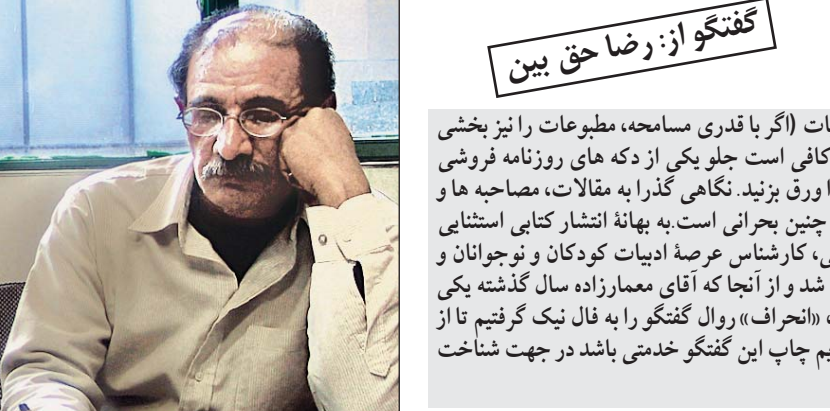 گفتگو از: رضا حق بین
ات (اگر با قدری مسامحه، مطبوعات را نیز بخشی
کافی است جلو یکی از دکه های روزنامه فروشی
ا ورق بزنید. نگاهی گذرا به مقالات، مصاحبه ها و
چنین بحرانی است.به بهانهٔ انتشار کتابی استثنایی
ی، کارشناس عرصهٔ ادبیات کودکان و نوجوانان و
شد و از آنجا که آقای معمارزاده سال گذشته یکی
، «انحراف» روال گفتگو را به فال نیک گرفتیم تا از
یم چاپ این گفتگو خدمتی باشد در جهت شناخت